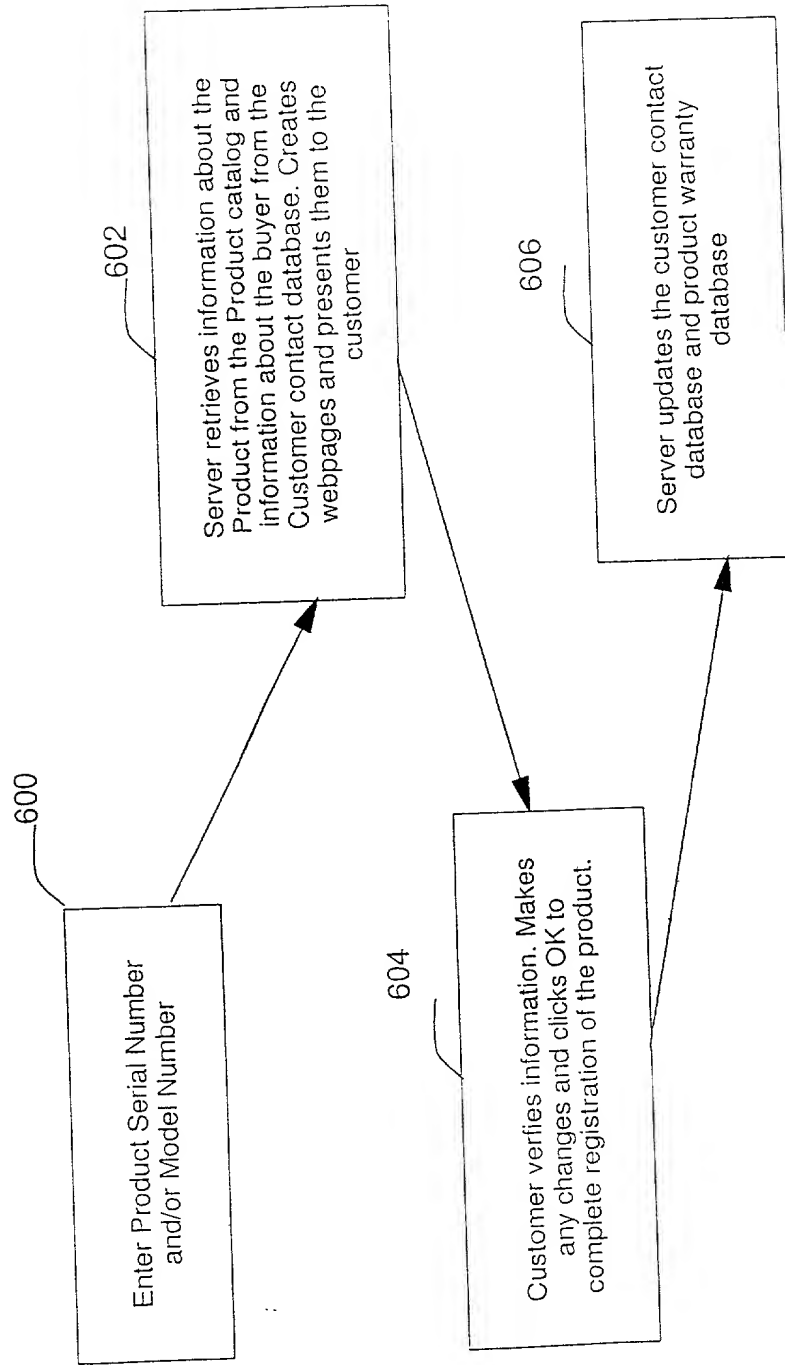 600
Enter Product Serial Number
and/or Model Number
602
Server retrieves information about the
Product from the Product catalog and
information about the buyer from the
Customer contact database. Creates
webpages and presents them to the
customer
604
Customer verfies information. Makes
any changes and clicks OK to
complete registration of the product.
606
Server updates the customer contact
database and product warranty
database